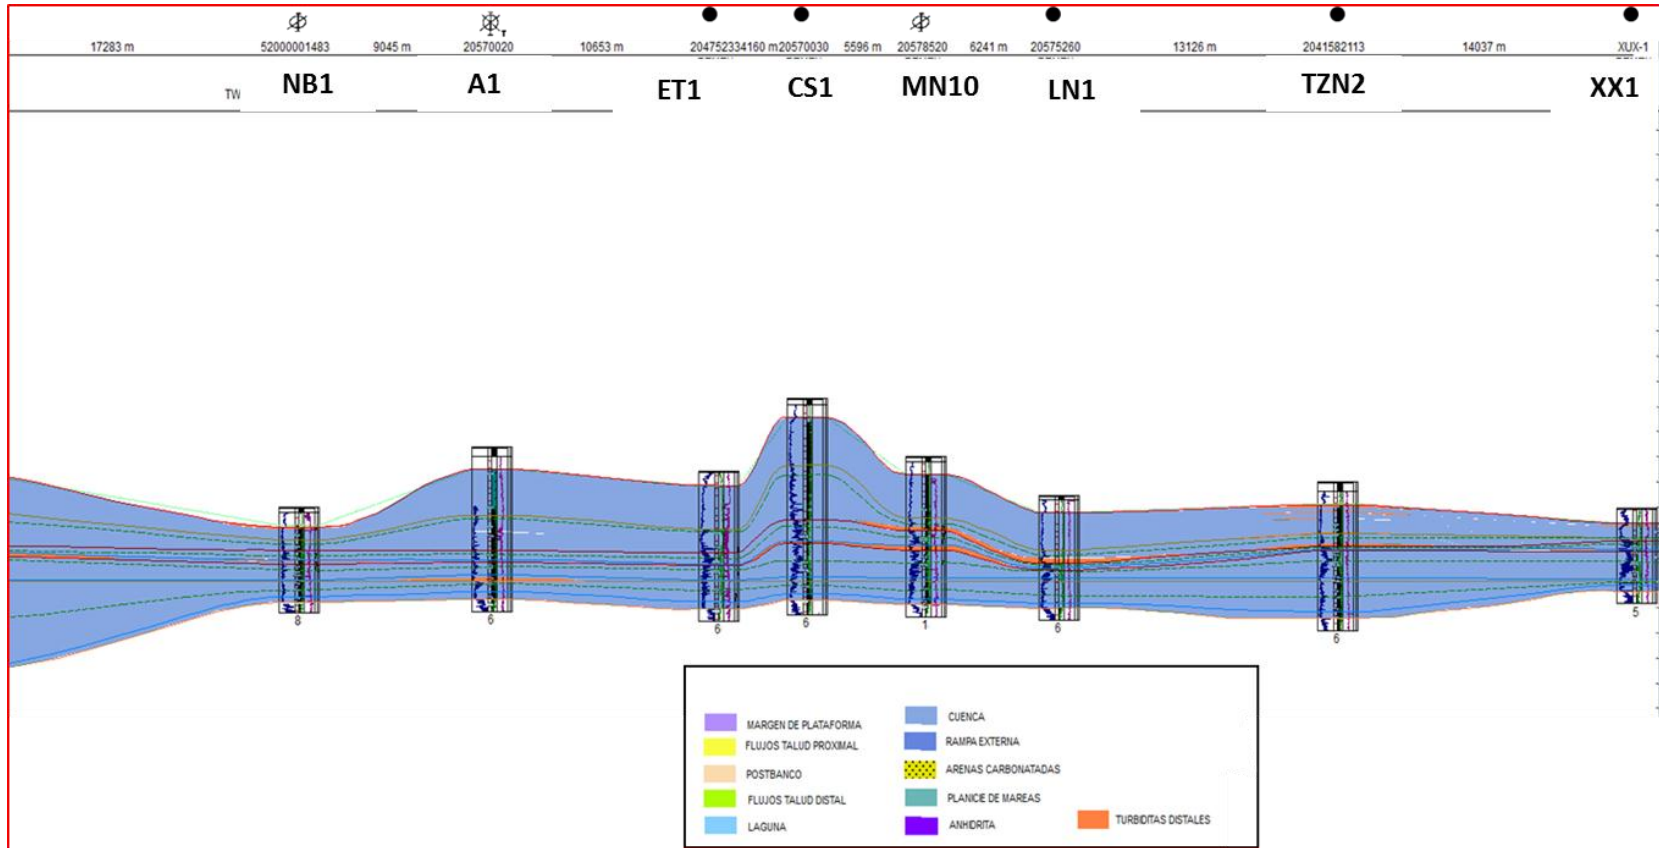 T
17283 m 52000001483 9045 m 20570020 10653 m 204752334160 m 20570030 5596 m 20578520 6241 m 20575260 13126 m 2041582113 14037 m XUX-1
TW NB1 A1 ET1 CS1 MN10 LN1 TZN2 XX1
8 6 6 6 1 6 6 5
MARGEN DE PLATAFORMA
FLUJOS TALUD PROXIMAL
POSTBANCO
FLUJOS TALUD DISTAL
LAGUNA
CUENCA
RAMPA EXTERNA
ARENAS CARBONATADAS
PLANICIE DE MAREAS
ANHIDRITA
TURBIDITAS DISTALES